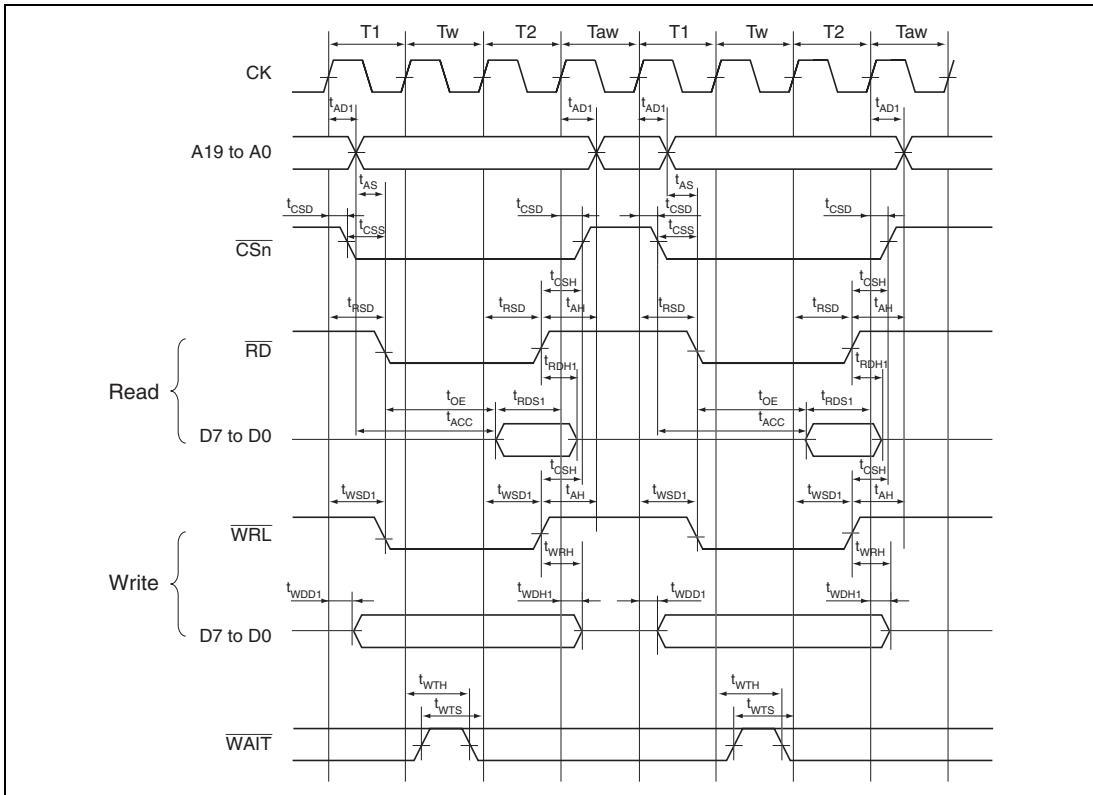 T1 Tw T2 Taw T1 Tw T2 Taw
CK
tAD1 tAD1 tAD1 tAD1
A19 to A0
tAS tAS
tCSD tCSD tCSD tCSD
tCSS tCSS
CSn
tCSH tCSH
tRSD tRSD tAH tRSD tRSD tAH
RD
tRDH1 tRDH1
Read
tOE tRDS1 tOE tRDS1
tACC tACC
D7 to D0
tCSH tCSH
tWSD1 tWSD1 tAH tWSD1 tWSD1 tAH
WRL
tWRH tWRH
Write
tWDD1 tWDH1 tWDD1 tWDH1
D7 to D0
tWTH tWTH
tWTS tWTS
WAIT